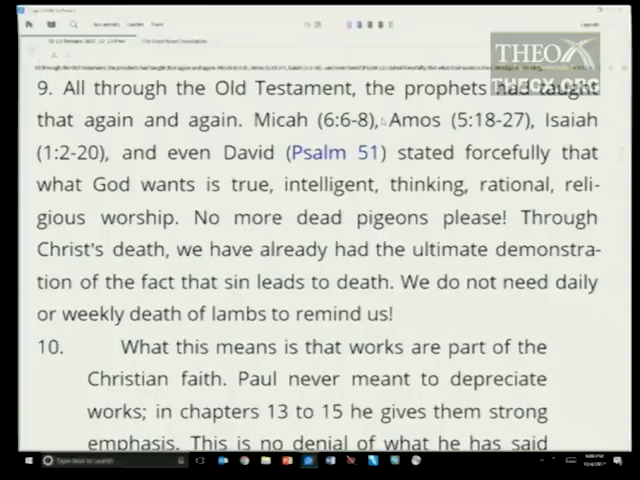 THEOX
THEOX.ORG
9. All through the Old Testament, the prophets had taught
that again and again. Micah (6:6-8), Amos (5:18-27), Isaiah
(1:2-20), and even David (Psalm 51) stated forcefully that
what God wants is true, intelligent, thinking, rational, reli-
gious worship. No more dead pigeons please! Through
Christ's death, we have already had the ultimate demonstra-
tion of the fact that sin leads to death. We do not need daily
or weekly death of lambs to remind us!
10. What this means is that works are part of the
Christian faith. Paul never meant to depreciate
works; in chapters 13 to 15 he gives them strong
emphasis. This is no denial of what he has said